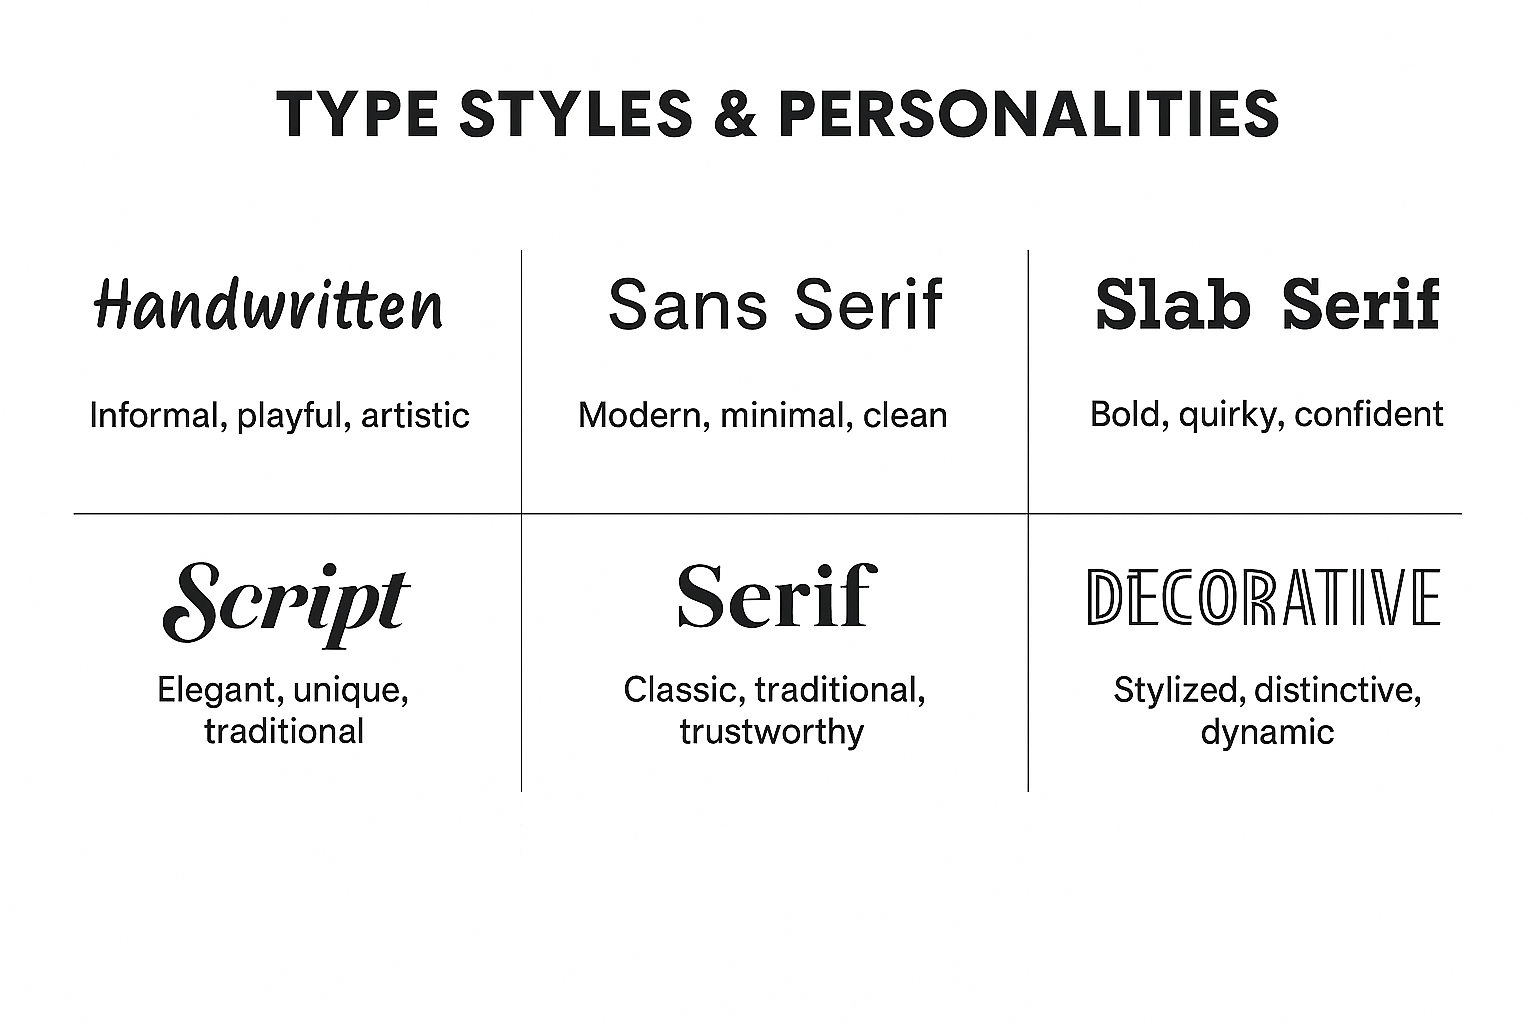 TYPE STYLES & PERSONALITIES
Handwritten
Informal, playful, artistic
Sans Serif
Modern, minimal, clean
Slab Serif
Bold, quirky, confident
Script
Elegant, unique,
traditional
Serif
Classic, traditional,
trustworthy
DECORATIVE
Stylized, distinctive,
dynamic